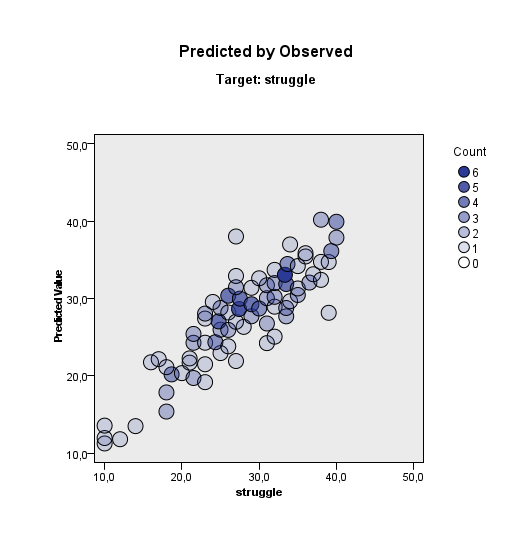 Predicted by Observed
Target: struggle
Count
6
5
4
3
2
1
0
50,0
40,0
30,0
20,0
10,0
Predicted Value
10,0 20,0 30,0 40,0 50,0
struggle